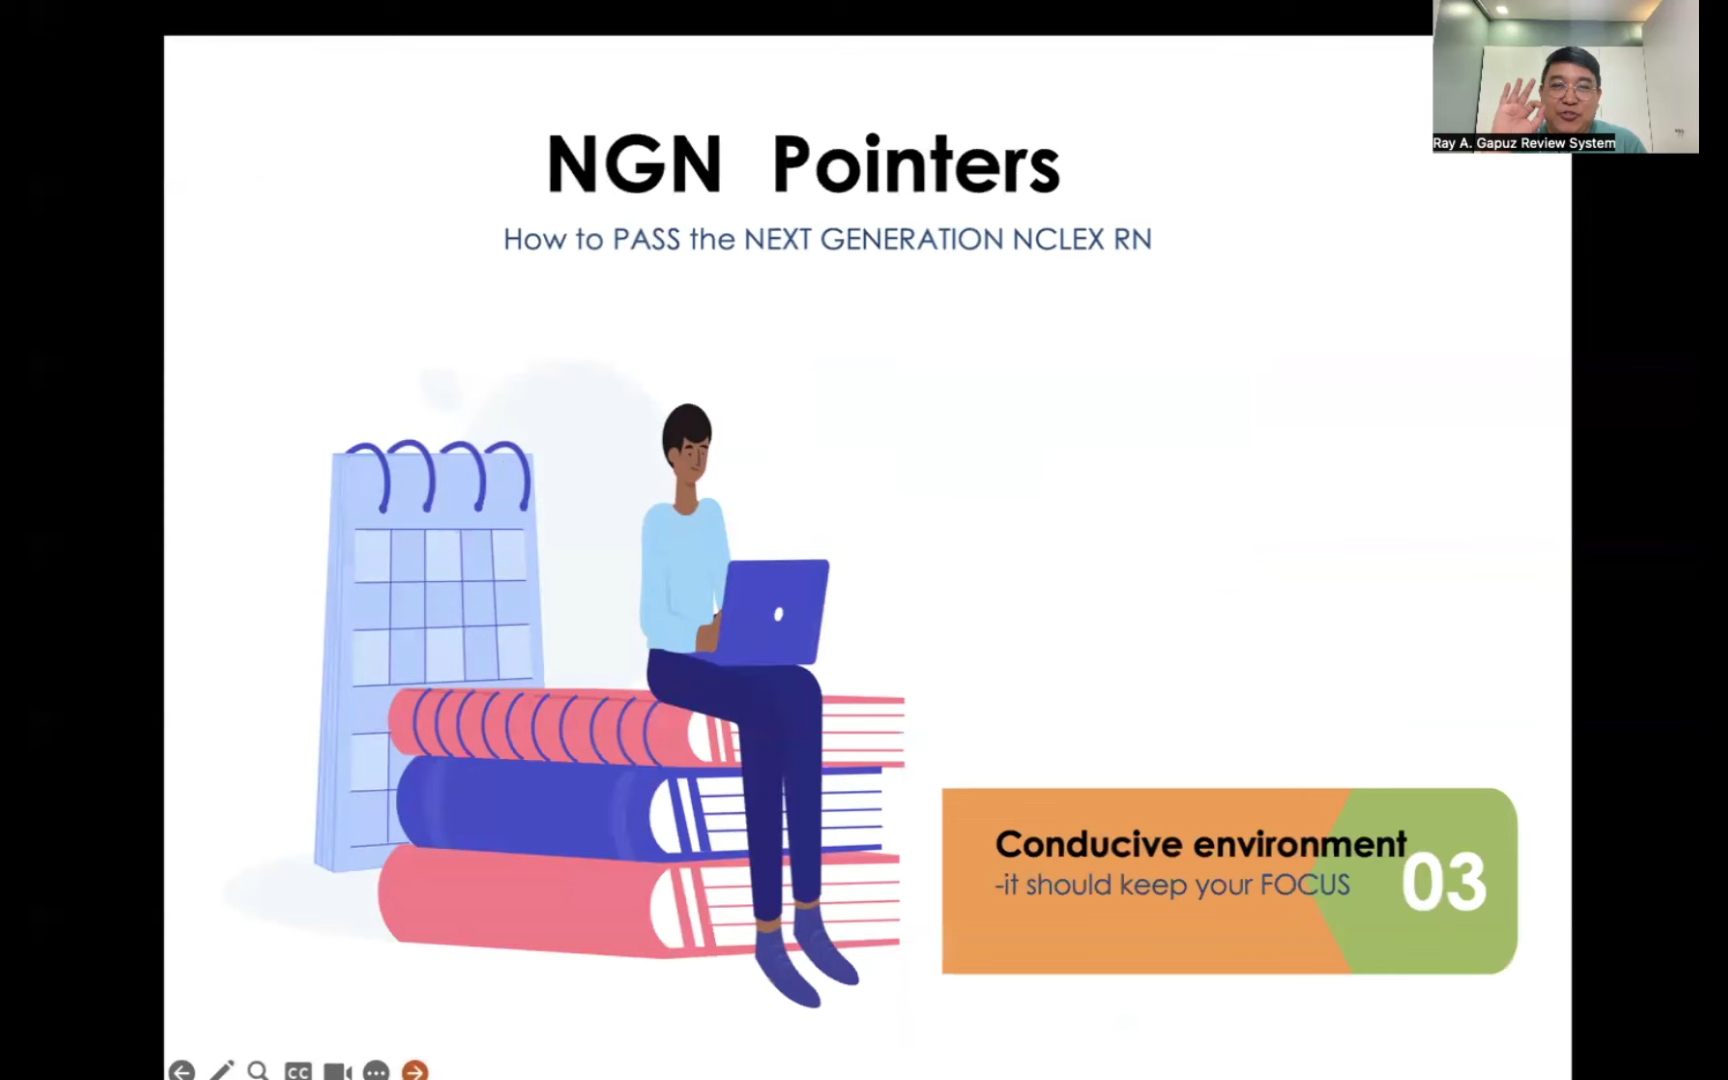 Ray A. Gapuz Review System
NGN Pointers
How to PASS the NEXT GENERATION NCLEX RN
Conducive environment
-it should keep your FOCUS
03
CC